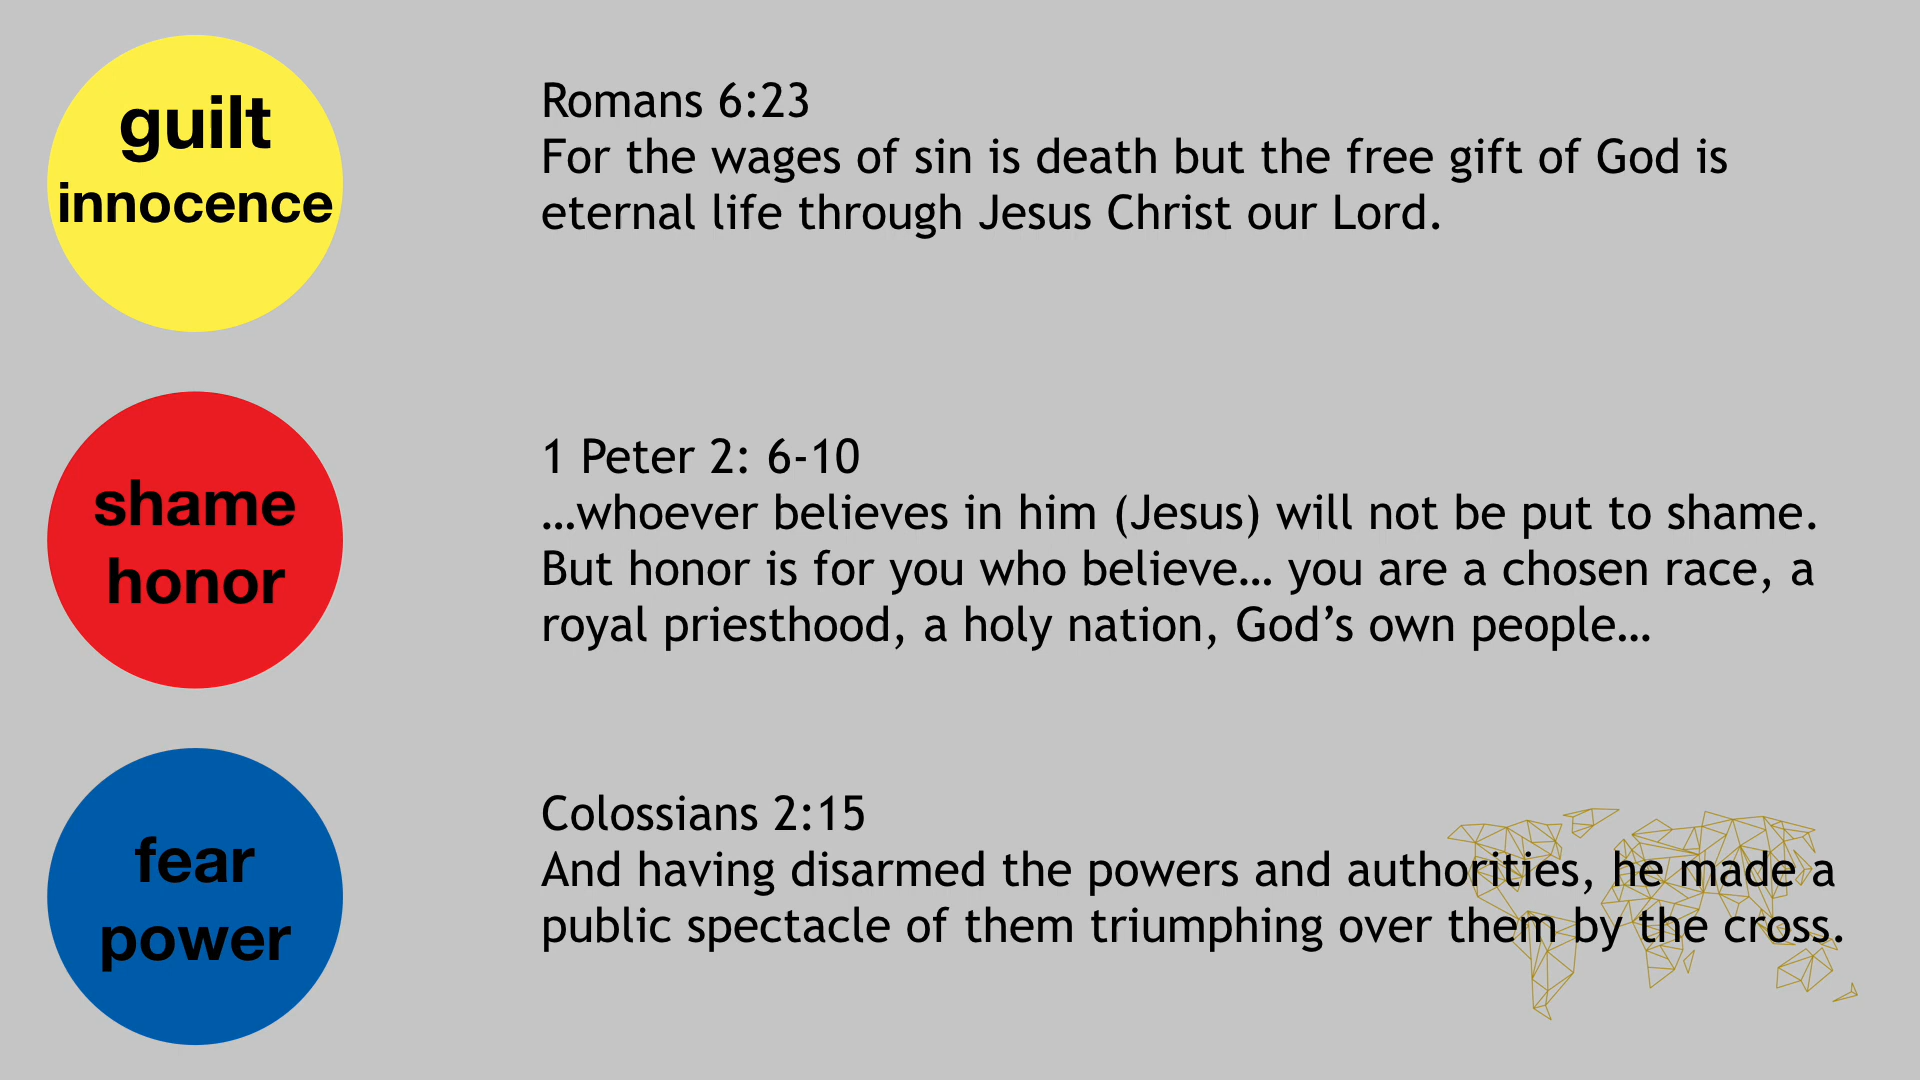 guilt
innocence
Romans 6:23
For the wages of sin is death but the free gift of God is
eternal life through Jesus Christ our Lord.
shame
honor
1 Peter 2: 6-10
…whoever believes in him (Jesus) will not be put to shame.
But honor is for you who believe… you are a chosen race, a
royal priesthood, a holy nation, God’s own people…
fear
power
Colossians 2:15
And having disarmed the powers and authorities, he made a
public spectacle of them triumphing over them by the cross.